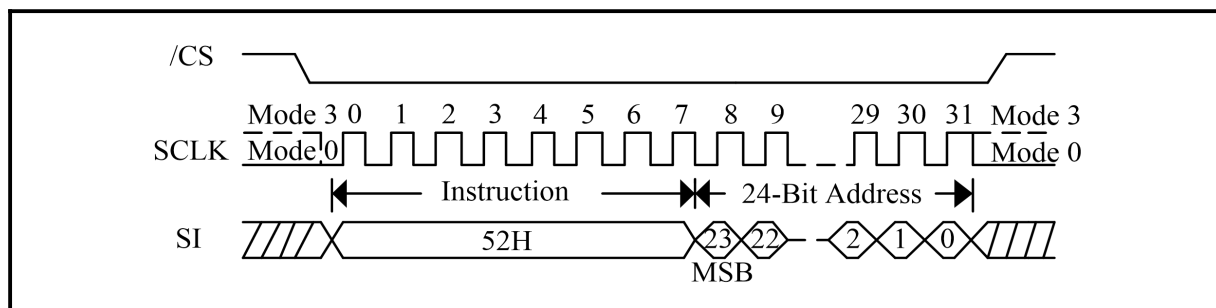 /CS
Mode 3 0 1 2 3 4 5 6 7 8 9 29 30 31 Mode 3
SCLK Mode 0 Mode 0
Instruction 24-Bit Address
SI 52H 23 22 2 1 0
MSB